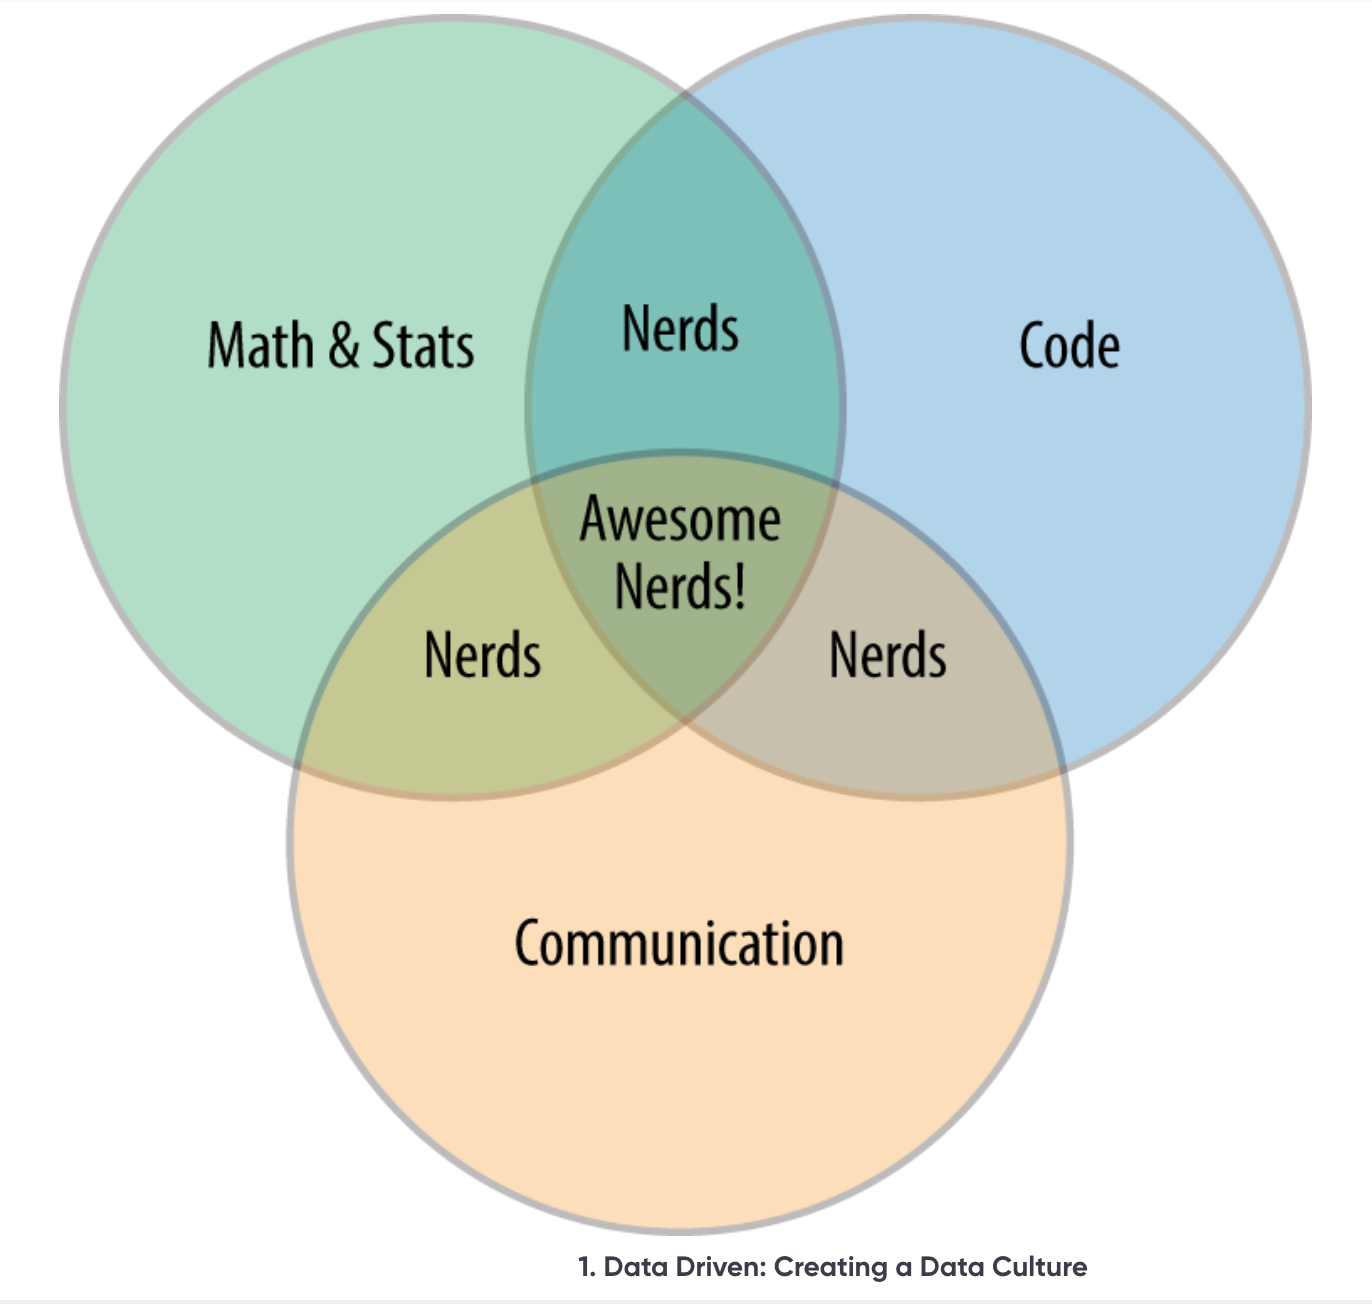 Nerds
Math & Stats
Code
Awesome
Nerds!
Nerds
Nerds
Communication
1. Data Driven: Creating a Data Culture